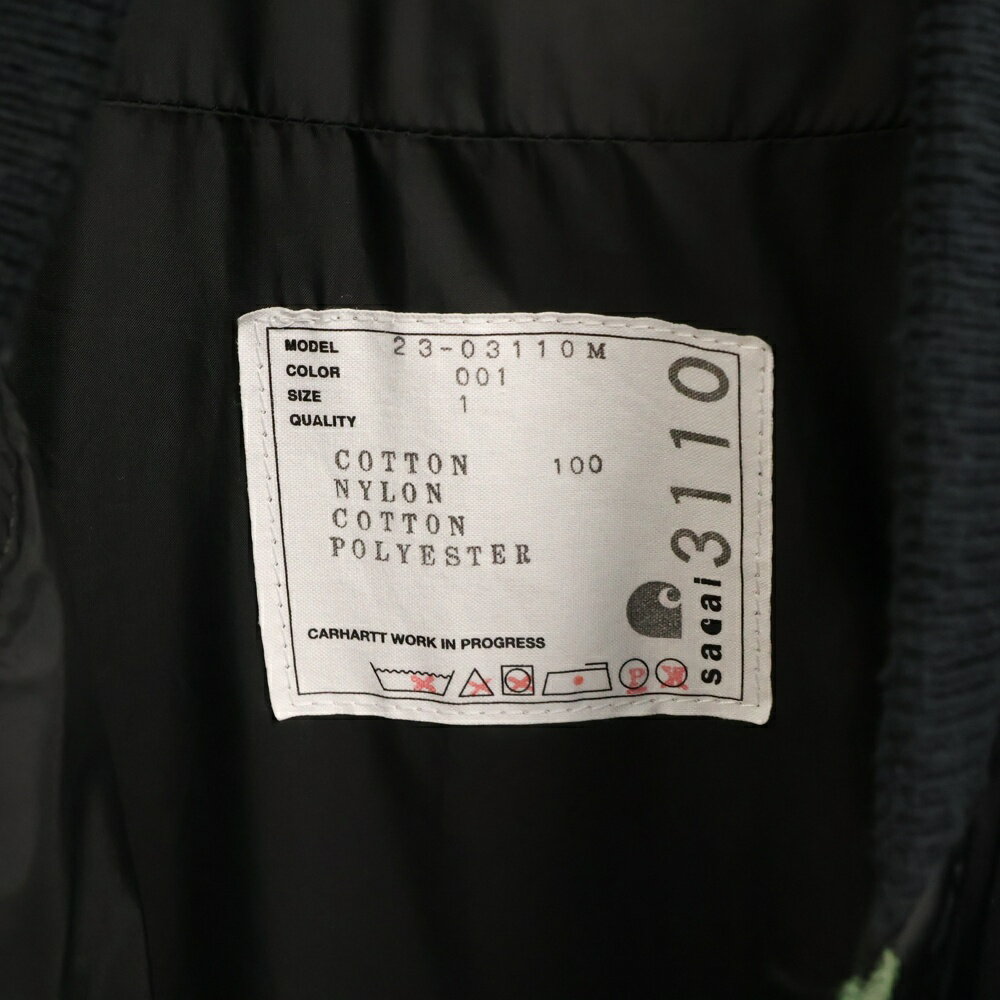 MODEL 23-03110M
COLOR 001
SIZE 1
QUALITY
COTTON 100
NYLON
COTTON
POLYESTER
CARHARTT WORK IN PROGRESS
P
sacai
3110